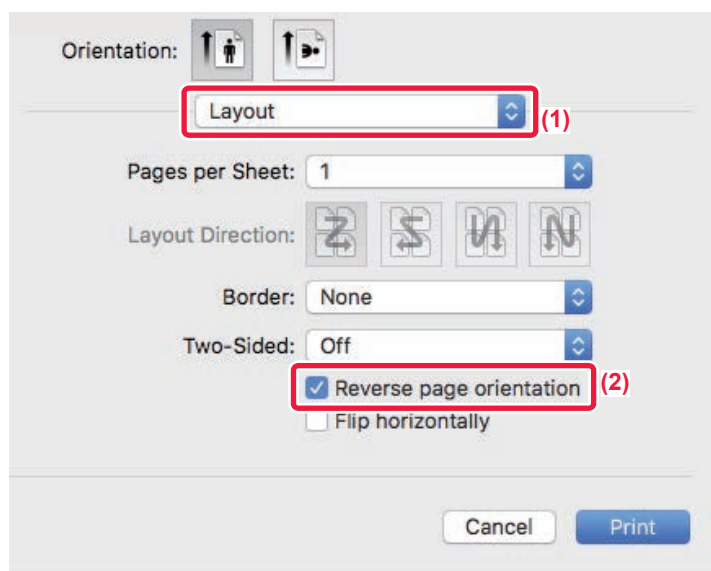 Orientation:
Layout
(1)
Pages per Sheet: 1
Layout Direction:
Border: None
Two-Sided: Off
Reverse page orientation
(2)
Flip horizontally
Cancel Print